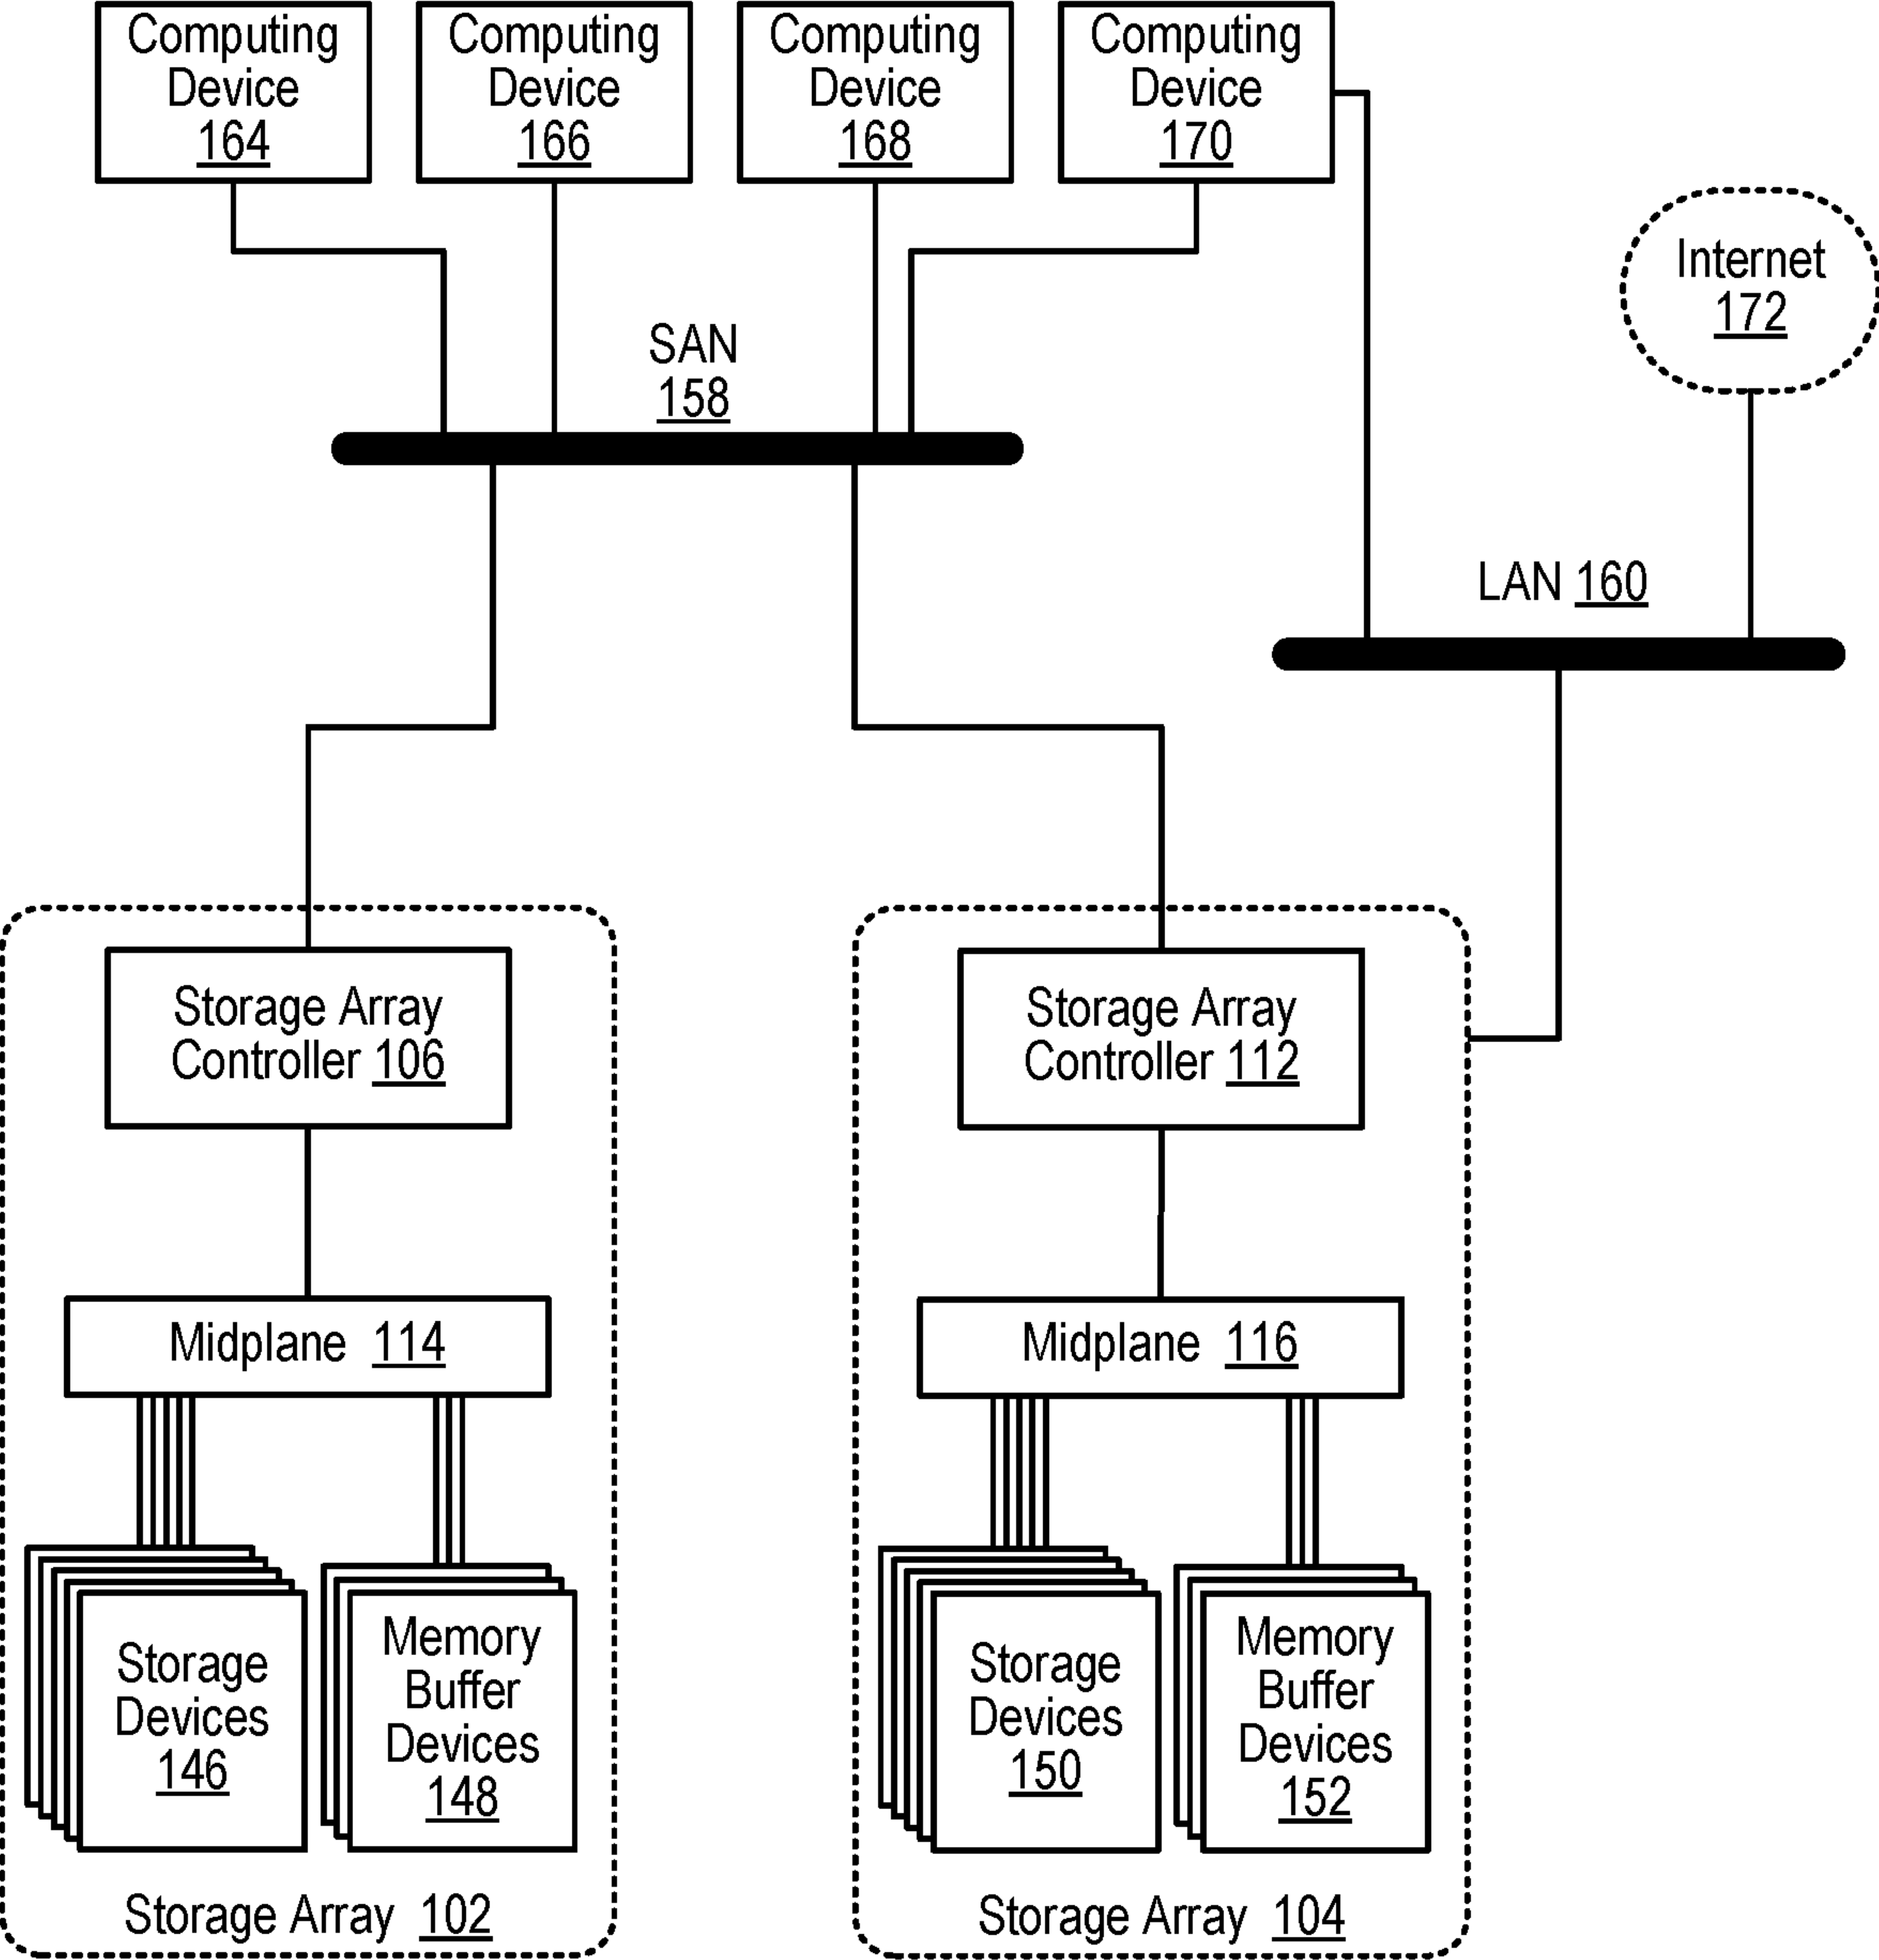 Computing
Device
164
Computing
Device
166
Computing
Device
168
Computing
Device
170
Internet
172
SAN
158
LAN 160
Storage Array
Controller 106
Storage Array
Controller 112
Midplane 114
Midplane 116
Storage
Devices
146
Memory
Buffer
Devices
148
Storage
Devices
150
Memory
Buffer
Devices
152
Storage Array 102
Storage Array 104